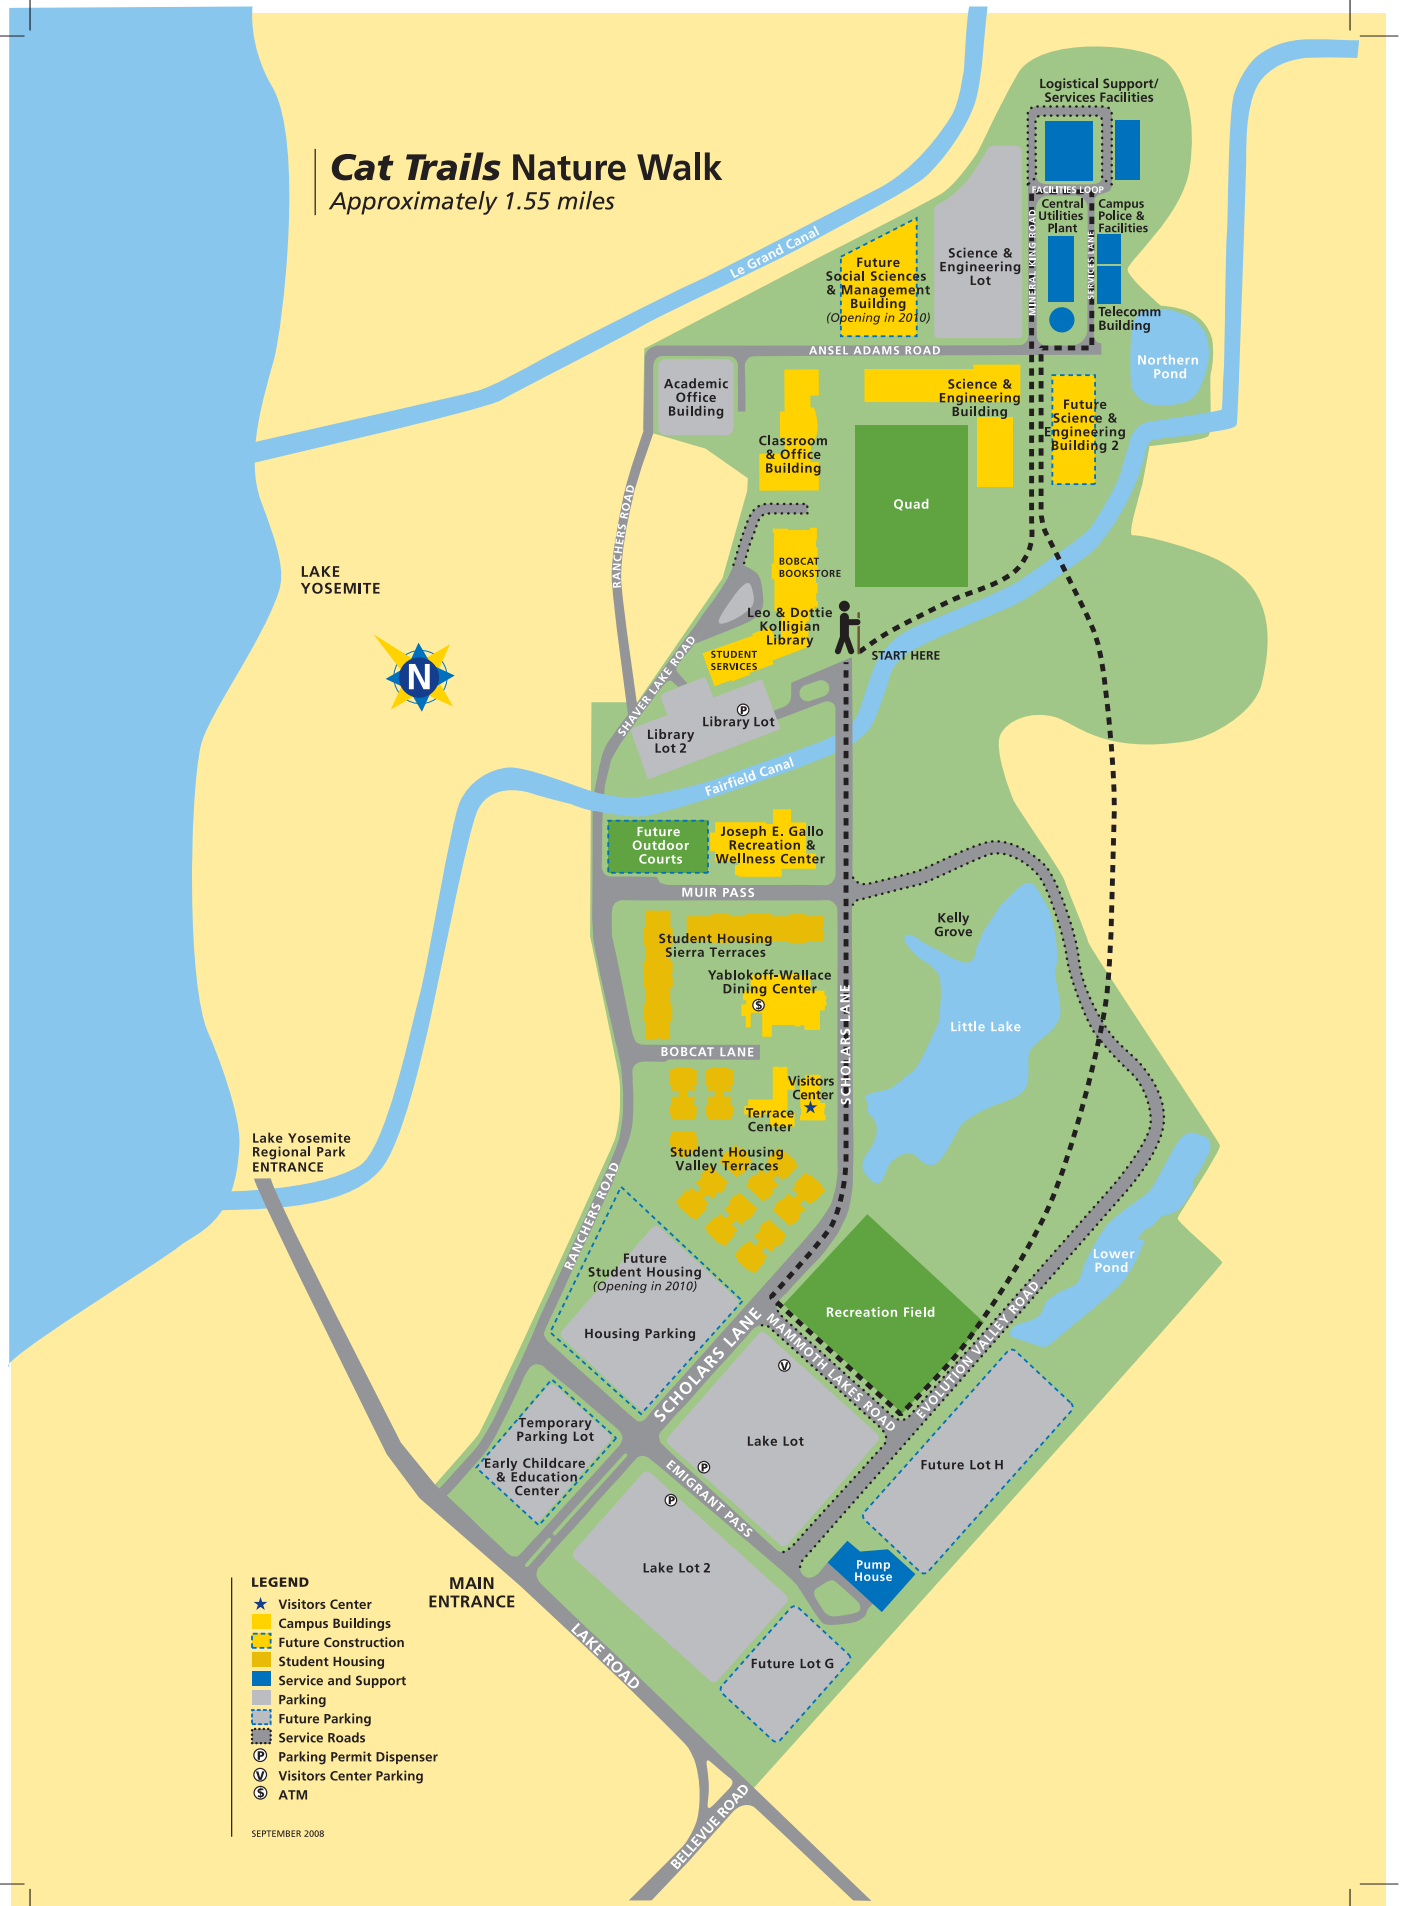 Cat Trails Nature Walk
Approximately 1.55 miles
Logistical Support/
Services Facilities
FACILITIES LOOP
Central
Utilities
Plant
Campus
Police &
Facilities
MINERAL KING ROAD
SERVICES LANE
Telecomm
Building
Le Grand Canal
Future
Social Sciences
& Management
Building
(Opening in 2010)
Science &
Engineering
Lot
ANSEL ADAMS ROAD
Northern
Pond
Academic
Office
Building
Science &
Engineering
Building
Future
Science &
Engineering
Building 2
Classroom
& Office
Building
Quad
RANCHERS ROAD
LAKE
YOSEMITE
BOBCAT
BOOKSTORE
Leo & Dottie
Kolligian
Library
STUDENT
SERVICES
START HERE
N
SHAVER LAKE ROAD
P
Library Lot
Library
Lot 2
Fairfield Canal
Future
Outdoor
Courts
Joseph E. Gallo
Recreation &
Wellness Center
MUIR PASS
Kelly
Grove
Student Housing
Sierra Terraces
Yablokoff-Wallace
Dining Center
$
SCHOLARS LANE
Little Lake
BOBCAT LANE
Visitors
Center
Terrace
Center
Student Housing
Valley Terraces
Lake Yosemite
Regional Park
ENTRANCE
RANCHERS ROAD
Future
Student Housing
(Opening in 2010)
Housing Parking
Lower
Pond
Recreation Field
SCHOLARS LANE
MAMMOTH LAKES ROAD
EVOLUTION VALLEY ROAD
V
Lake Lot
P
Temporary
Parking Lot
Early Childcare
& Education
Center
Future Lot H
EMIGRANT PASS
P
Lake Lot 2
Pump
House
MAIN
ENTRANCE
LAKE ROAD
Future Lot G
BELLEVUE ROAD
LEGEND
Visitors Center
Campus Buildings
Future Construction
Student Housing
Service and Support
Parking
Future Parking
Service Roads
P Parking Permit Dispenser
V Visitors Center Parking
$ ATM
SEPTEMBER 2008